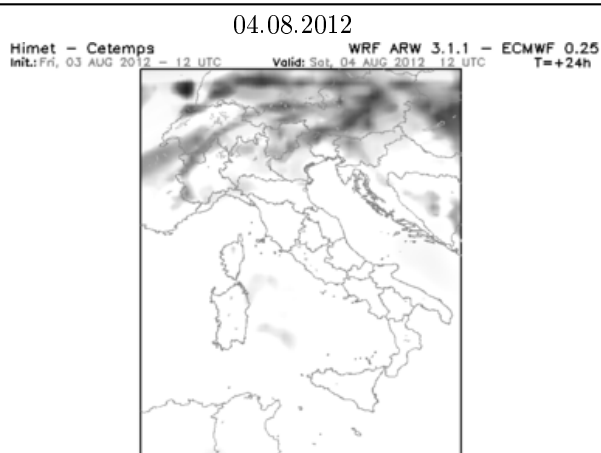 04.08.2012
Himet – Cetemps WRF ARW 3.1.1 – ECMWF 0.25
Init.: Fri, 03 AUG 2012 – 12 UTC Valid: Sat, 04 AUG 2012 12 UTC T=+24h